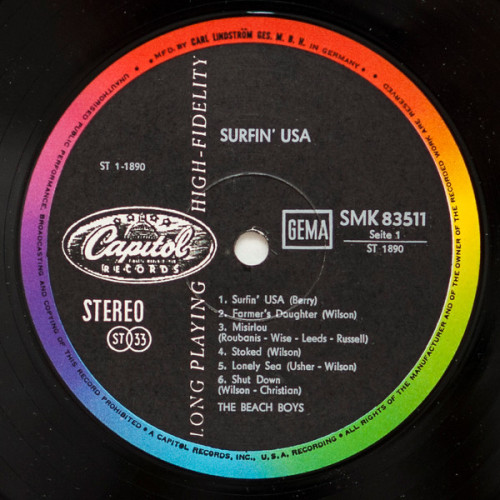 • MFD. BY CARL LINDSTRÖM GES. M. B. H. IN GERMANY •
UNAUTHORISED PUBLIC PERFORMANCE, BROADCASTING AND COPYING OF THIS RECORD PROHIBITED • A CAPITOL RECORDS, INC., U.S.A. RECORDING • ALL RIGHTS OF THE MANUFACTURER AND OF THE OWNER OF THE RECORDED WORK ARE RESERVED
LONG PLAYING HIGH-FIDELITY
SURFIN' USA
ST 1-1890
Capitol
RECORDS
GEMA
SMK 83511
Seite 1
ST 1890
STEREO
ST 33
1. Surfin' USA (Berry)
2. Farmer's Doughter (Wilson)
3. Misirlou
(Roubanis - Wise - Leeds - Russell)
4. Stoked (Wilson)
5. Lonely Sea (Usher - Wilson)
6. Shut Down
(Wilson - Christian)
THE BEACH BOYS